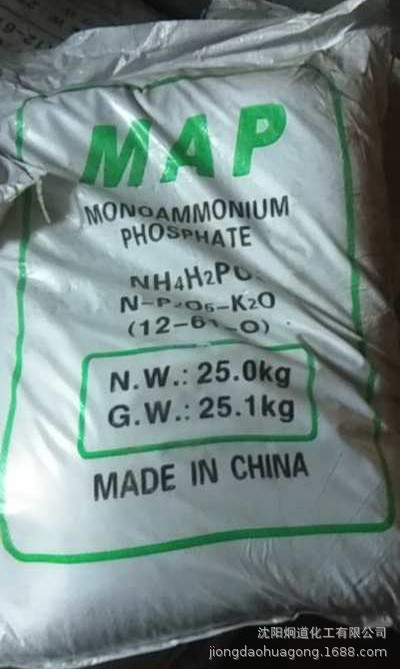 MAP
MONOAMMONIUM
PHOSPHATE
N-P2O5-K2O
(12-61-0)
N.W.: 25.0kg
G.W.: 25.1kg
MADE IN CHINA
沈阳炯道化工有限公司
jiongdaohuagong.1688.com